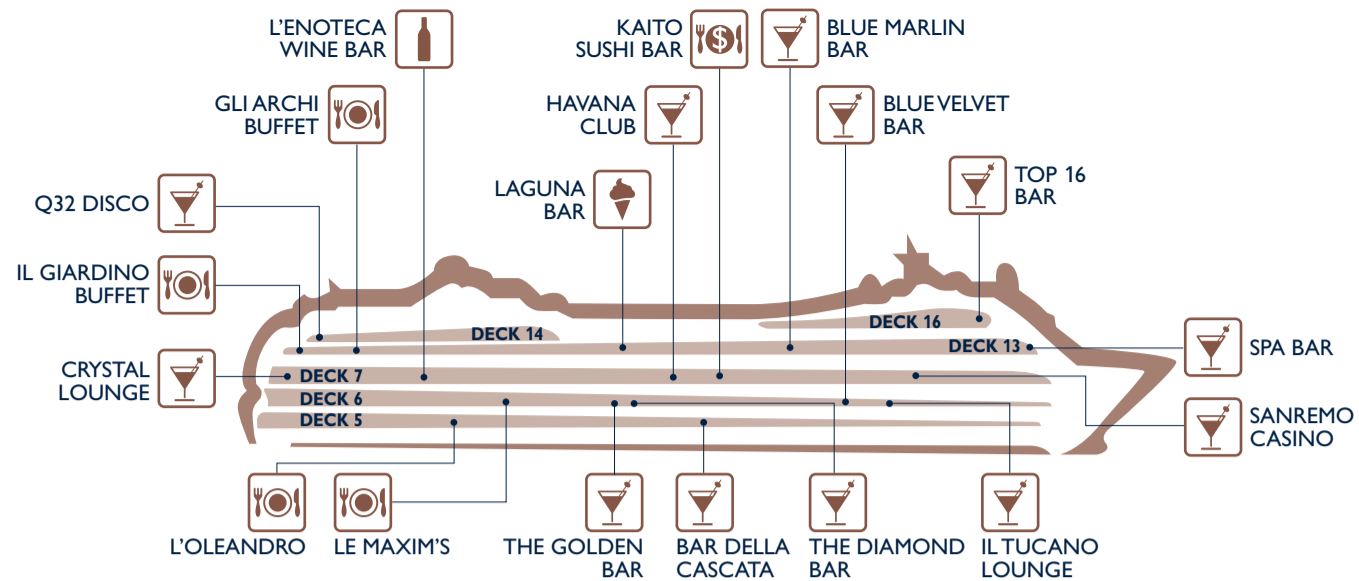 L'ENOTECA
WINE BAR
KAITO
SUSHI BAR
$
BLUE MARLIN
BAR
GLI ARCHI
BUFFET
HAVANA
CLUB
BLUE VELVET
BAR
Q32 DISCO
LAGUNA
BAR
TOP 16
BAR
IL GIARDINO
BUFFET
DECK 14
DECK 16
DECK 13
SPA BAR
CRYSTAL
LOUNGE
DECK 7
DECK 6
DECK 5
SANREMO
CASINO
L'OLEANDRO
LE MAXIM'S
THE GOLDEN
BAR
BAR DELLA
CASCATA
THE DIAMOND
BAR
IL TUCANO
LOUNGE